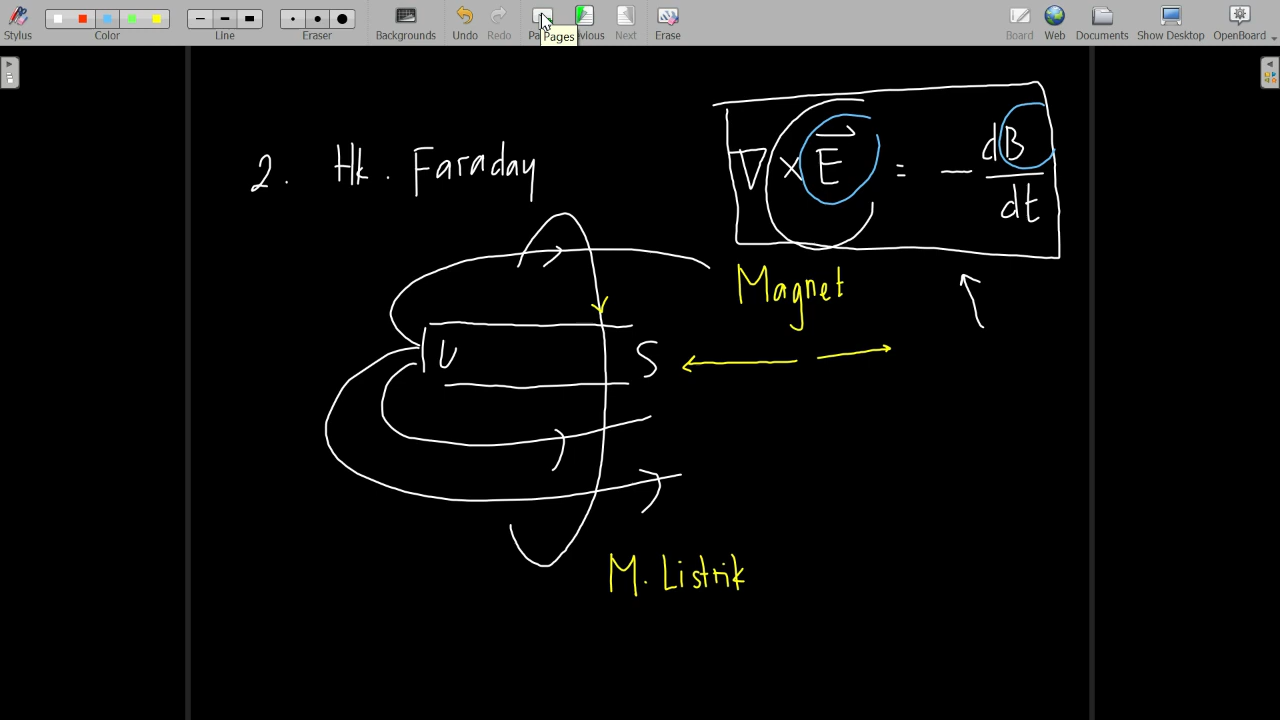 Stylus
Color
Line
Eraser
Backgrounds
Undo
Redo
Pages
Next
Erase
Board
Web
Documents
Show Desktop
OpenBoard
2. Hk. Faraday
∇ × E⃗ = - dB/dt
Magnet
U
S
M. Listrik